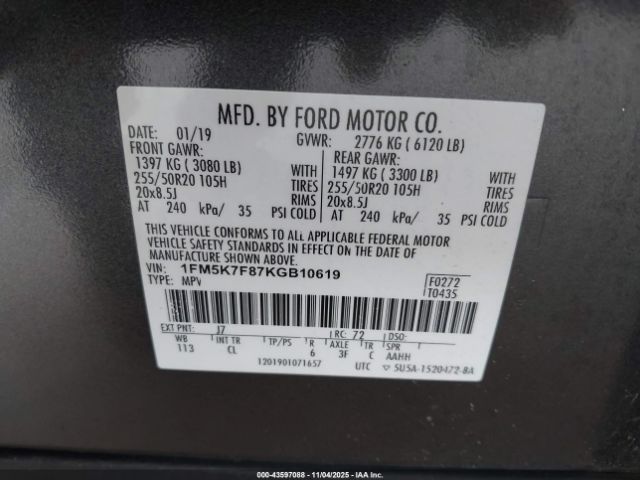 MFD. BY FORD MOTOR CO.
DATE: 01/19 GVWR: 2776 KG ( 6120 LB)
FRONT GAWR: REAR GAWR:
1397 KG ( 3080 LB) WITH 1497 KG ( 3300 LB) WITH
255/50R20 105H TIRES 255/50R20 105H TIRES
20x8.5J RIMS 20x8.5J RIMS
AT 240 kPa/ 35 PSI COLD AT 240 kPa/ 35 PSI COLD
THIS VEHICLE CONFORMS TO ALL APPLICABLE FEDERAL MOTOR
VEHICLE SAFETY STANDARDS IN EFFECT ON THE DATE OF
MANUFACTURE SHOWN ABOVE.
VIN: 1FM5K7F87KGB10619 F0272
TYPE: MPV T0435
EXT PNT: J7 RC: 72 DSO:
WB INT TR TP/PS R AXLE TR SPR
113 CL 6 3F C AAHH
1201901071657 UTC ▽ 5U5A-1520472-BA
43597088 - 11/04/2025 - IAA Inc.